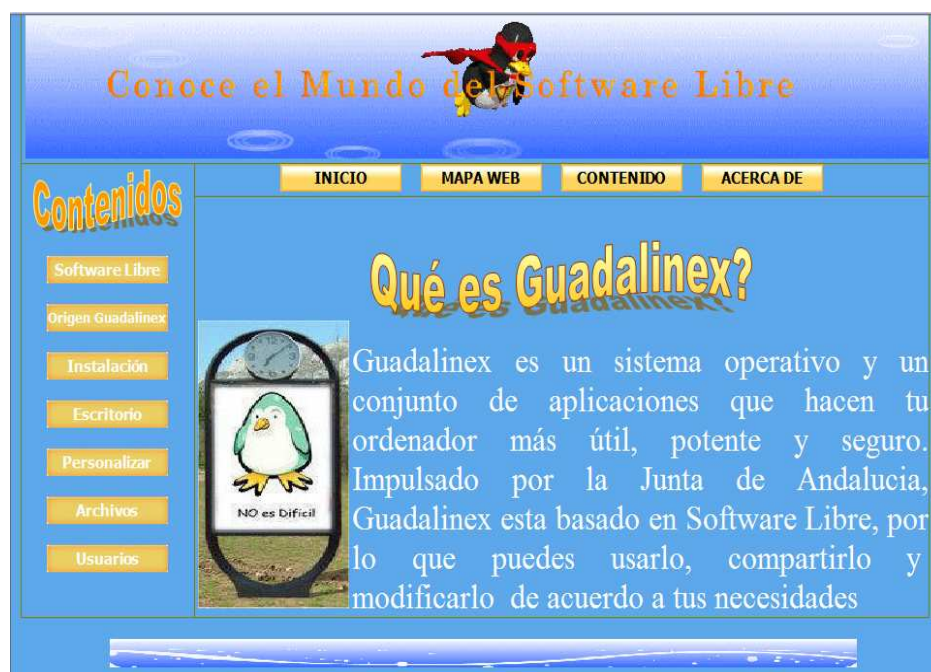 Conoce el Mundo del Software Libre
INICIO MAPA WEB CONTENIDO ACERCA DE
Contenidos
Software Libre
Origen Guadalinex
Instalación
Escritorio
Personalizar
Archivos
Usuarios
Qué es Guadalinex?
NO es Dificil
Guadalinex es un sistema operativo y un
conjunto de aplicaciones que hacen tu
ordenador más útil, potente y seguro.
Impulsado por la Junta de Andalucia,
Guadalinex esta basado en Software Libre, por
lo que puedes usarlo, compartirlo y
modificarlo de acuerdo a tus necesidades